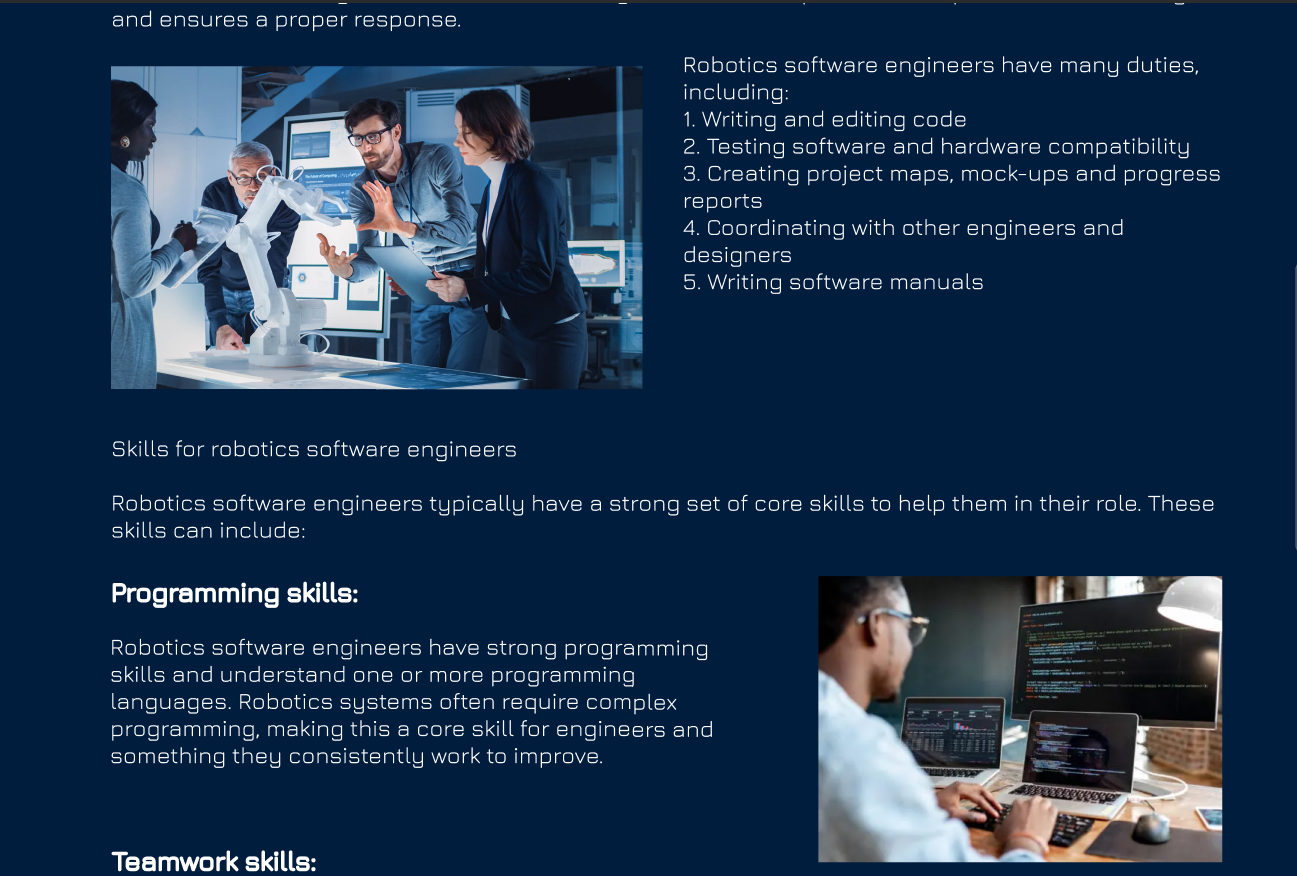 and ensures a proper response.
Robotics software engineers have many duties,
including:
1. Writing and editing code
2. Testing software and hardware compatibility
3. Creating project maps, mock-ups and progress
reports
4. Coordinating with other engineers and
designers
5. Writing software manuals
Skills for robotics software engineers
Robotics software engineers typically have a strong set of core skills to help them in their role. These
skills can include:
Programming skills:
Robotics software engineers have strong programming
skills and understand one or more programming
languages. Robotics systems often require complex
programming, making this a core skill for engineers and
something they consistently work to improve.
Teamwork skills: